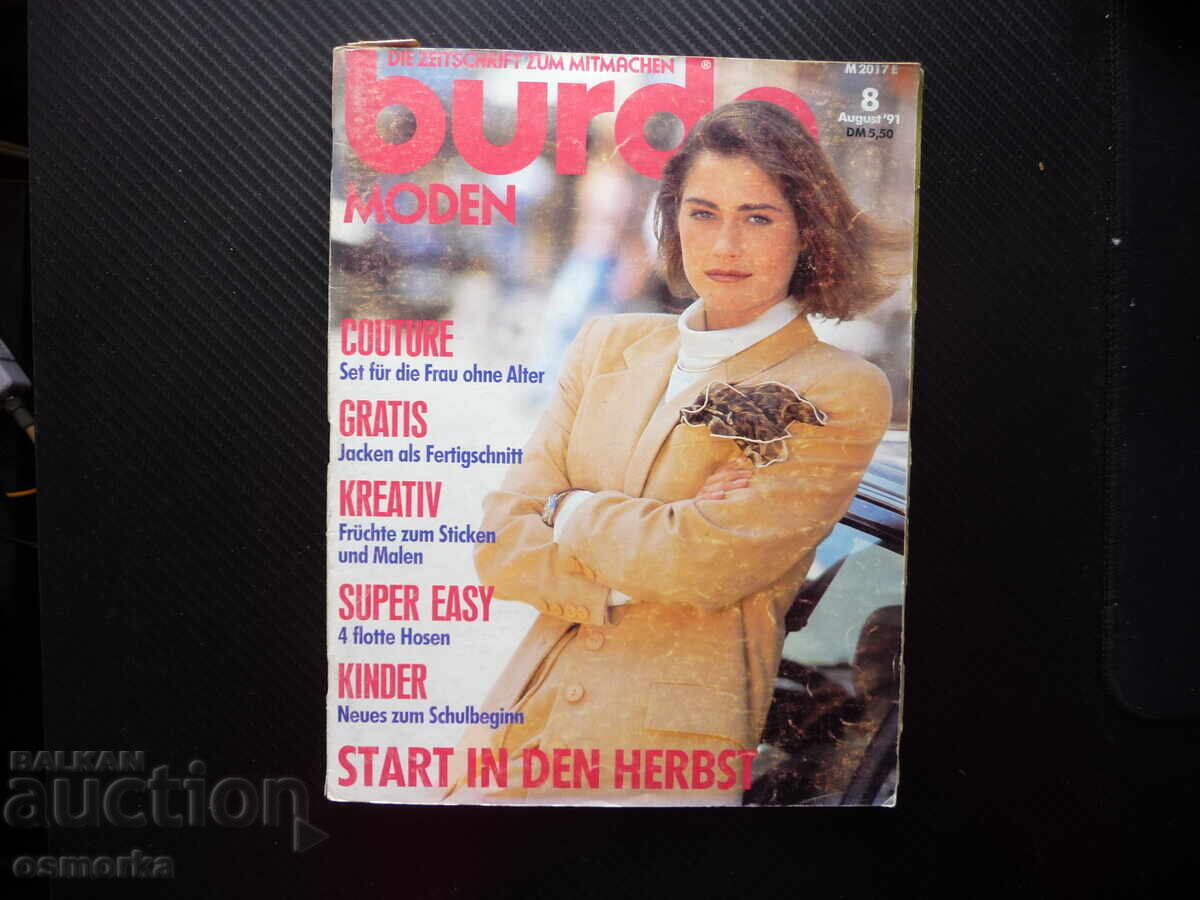 DIE ZEITSCHRIFT ZUM MITMACHEN
burda ®
MODEN
M 2017 E
8
August '91
DM 5,50
COUTURE
Set für die Frau ohne Alter
GRATIS
Jacken als Fertigschnitt
KREATIV
Früchte zum Sticken
und Malen
SUPER EASY
4 flotte Hosen
KINDER
Neues zum Schulbeginn
START IN DEN HERBST
BALKAN
auction
osmorka